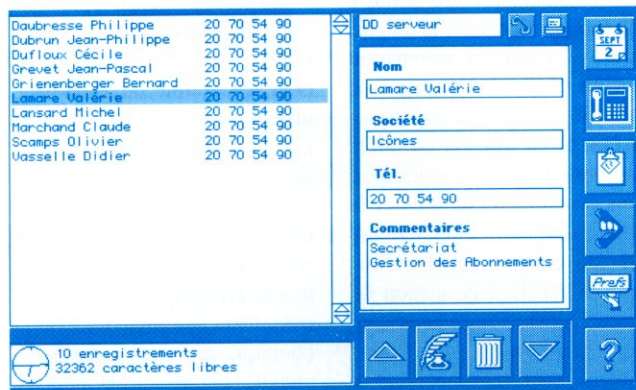 Daubresse Philippe 20 70 54 90
Dubrun Jean-Philippe 20 70 54 90
Dufloux Cécile 20 70 54 90
Grevet Jean-Pascal 20 70 54 90
Grienenberger Bernard 20 70 54 90
Lamare Valérie 20 70 54 90
Lansard Michel 20 70 54 90
Marchand Claude 20 70 54 90
Scamps Olivier 20 70 54 90
Vasselle Didier 20 70 54 90
10 enregistrements
32362 caractères libres
DD serveur
Nom
Lamare Valérie
Société
Icônes
Tél.
20 70 54 90
Commentaires
Secrétariat
Gestion des Abonnements
SEPT
2
Prefs
?